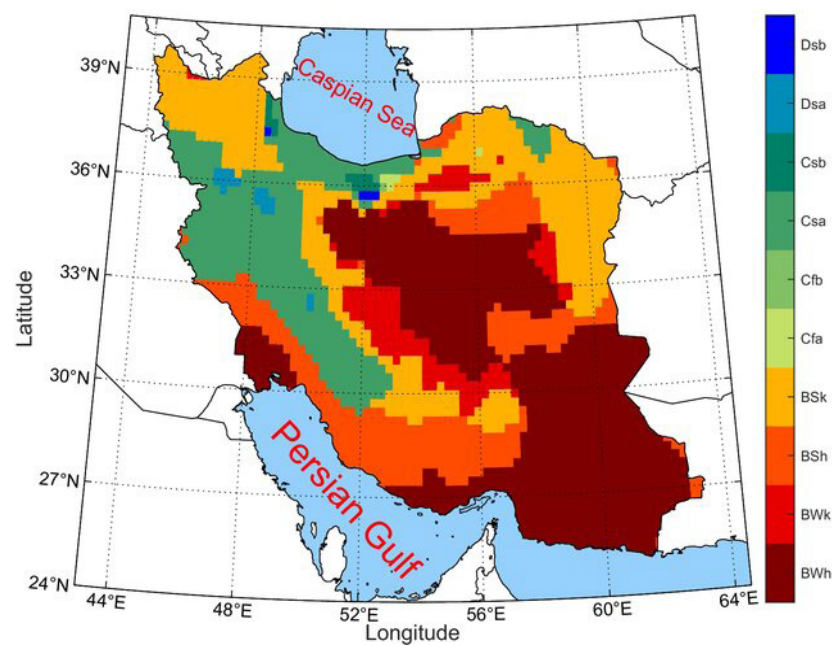 39°N
36°N
33°N
30°N
27°N
24°N
Latitude
Caspian Sea
Persian Gulf
44°E
48°E
52°E
56°E
60°E
64°E
Longitude
Dsb
Dsa
Csb
Csa
Cfb
Cfa
BSk
BSh
BWk
BWh